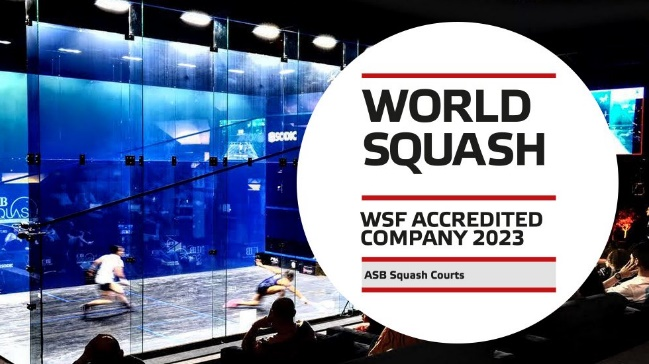 WORLD
SQUASH
WSF ACCREDITED
COMPANY 2023
ASB Squash Courts